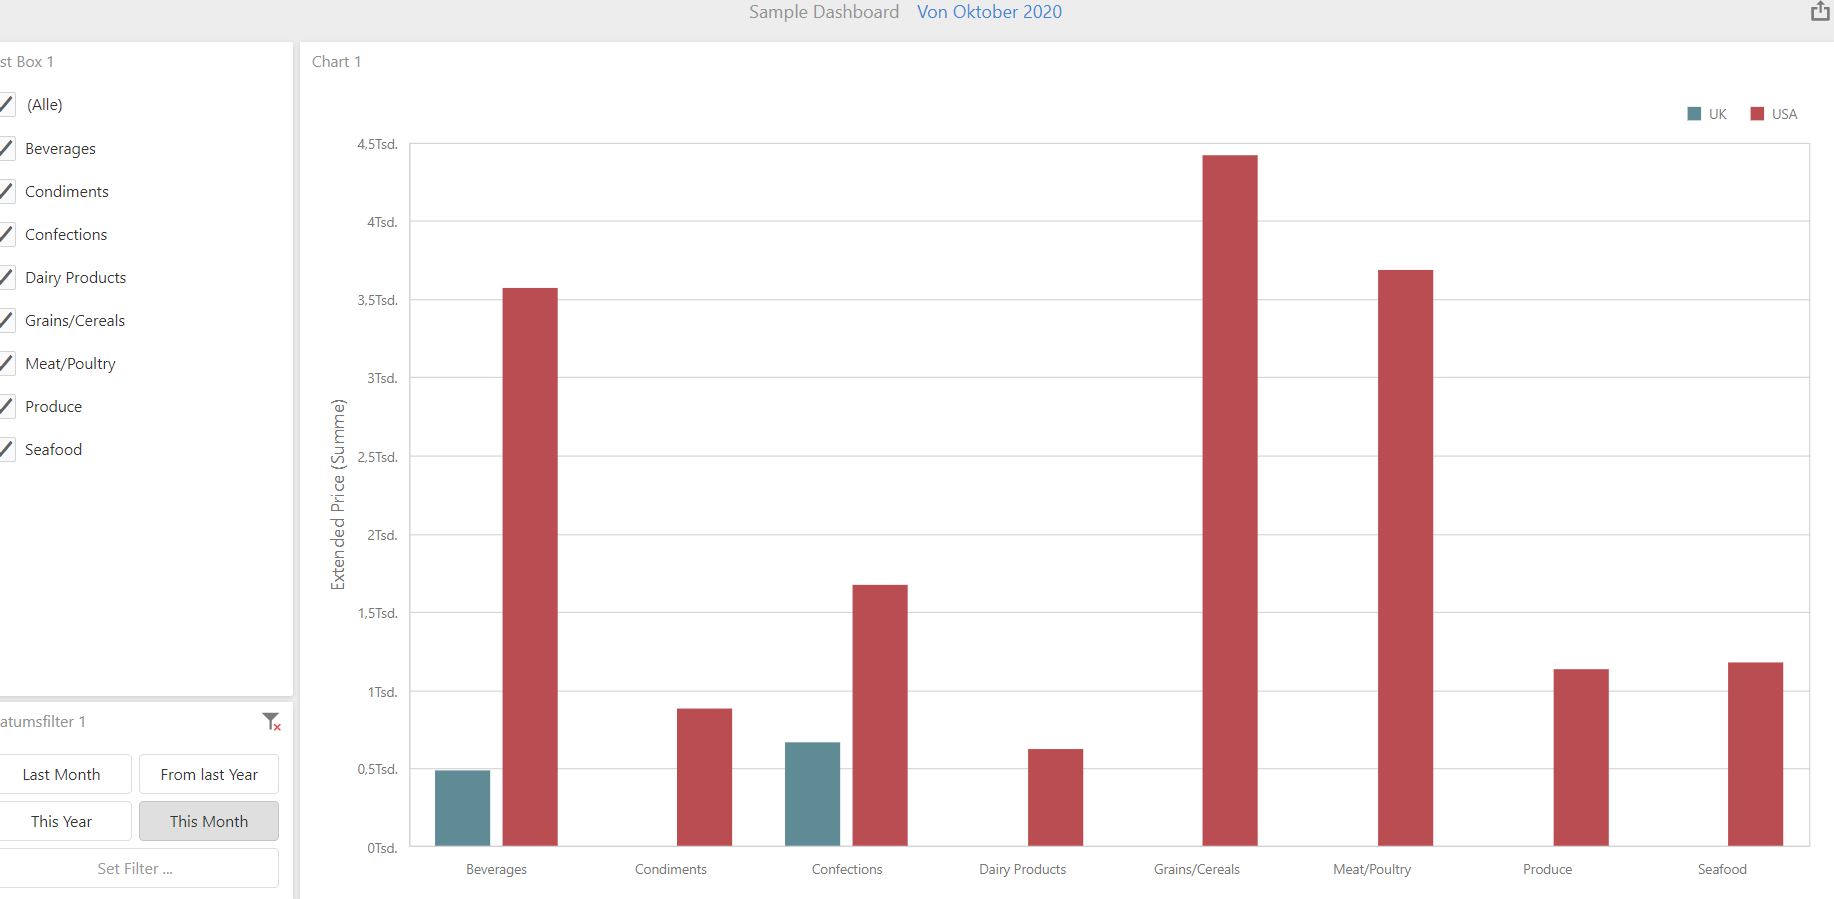 Sample Dashboard Von Oktober 2020
st Box 1
(Alle)
Beverages
Condiments
Confections
Dairy Products
Grains/Cereals
Meat/Poultry
Produce
Seafood
atumsfilter 1
Last Month From last Year
This Year This Month
Set Filter ...
Chart 1
UK USA
Extended Price (Summe)
4,5Tsd.
4Tsd.
3,5Tsd.
3Tsd.
2,5Tsd.
2Tsd.
1,5Tsd.
1Tsd.
0,5Tsd.
0Tsd.
Beverages Condiments Confections Dairy Products Grains/Cereals Meat/Poultry Produce Seafood